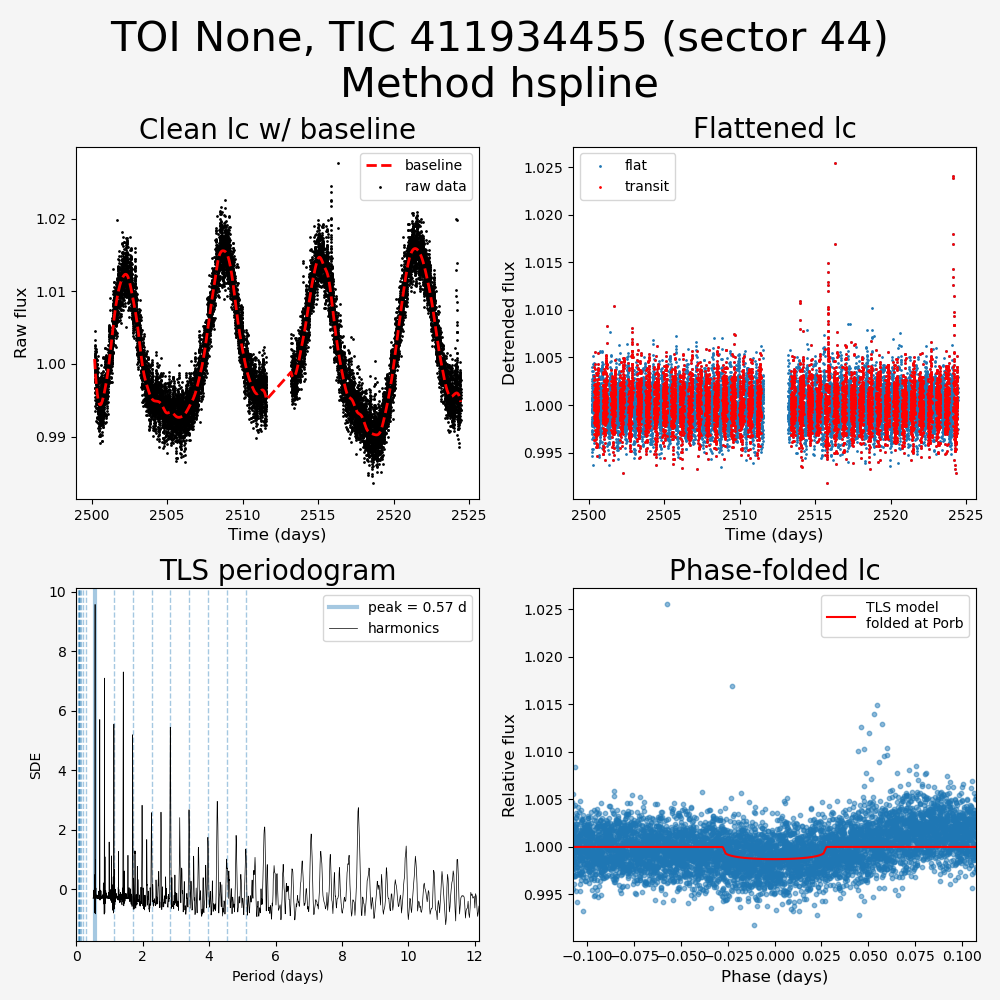 TOI None, TIC 411934455 (sector 44)
Method hspline
Clean lc w/ baseline
baseline
raw data
1.02
1.01
1.00
0.99
Raw flux
2500
2505
2510
2515
2520
2525
Time (days)
Flattened lc
flat
transit
1.025
1.020
1.015
1.010
1.005
1.000
0.995
Detrended flux
2500
2505
2510
2515
2520
2525
Time (days)
TLS periodogram
peak = 0.57 d
harmonics
10
8
6
4
2
0
SDE
0
2
4
6
8
10
12
Period (days)
Phase-folded lc
TLS model
folded at Porb
1.025
1.020
1.015
1.010
1.005
1.000
0.995
Relative flux
−0.100
−0.075
−0.050
−0.025
0.000
0.025
0.050
0.075
0.100
Phase (days)